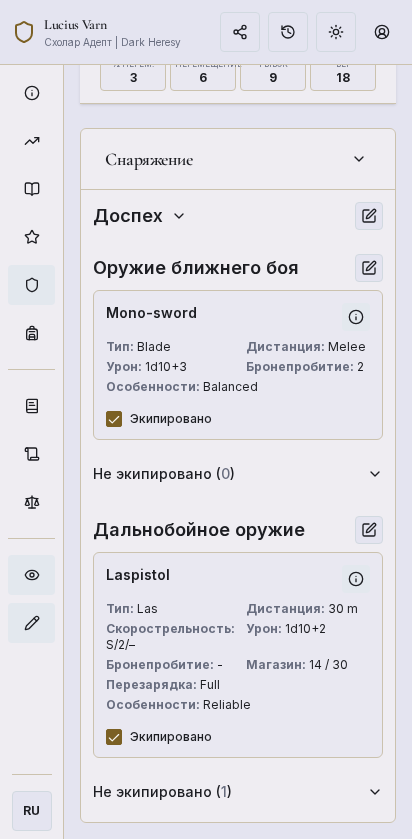 Lucius Varn
Схолар Адепт | Dark Heresy
3
6
9
18
Снаряжение
Доспех
Оружие ближнего боя
Mono-sword
Тип: Blade
Дистанция: Melee
Урон: 1d10+3
Бронепробитие: 2
Особенности: Balanced
Экипировано
Не экипировано (0)
Дальнобойное оружие
Laspistol
Тип: Las
Дистанция: 30 m
Скорострельность:
S/2/–
Урон: 1d10+2
Бронепробитие: -
Магазин: 14 / 30
Перезарядка: Full
Особенности: Reliable
Экипировано
Не экипировано (1)
RU